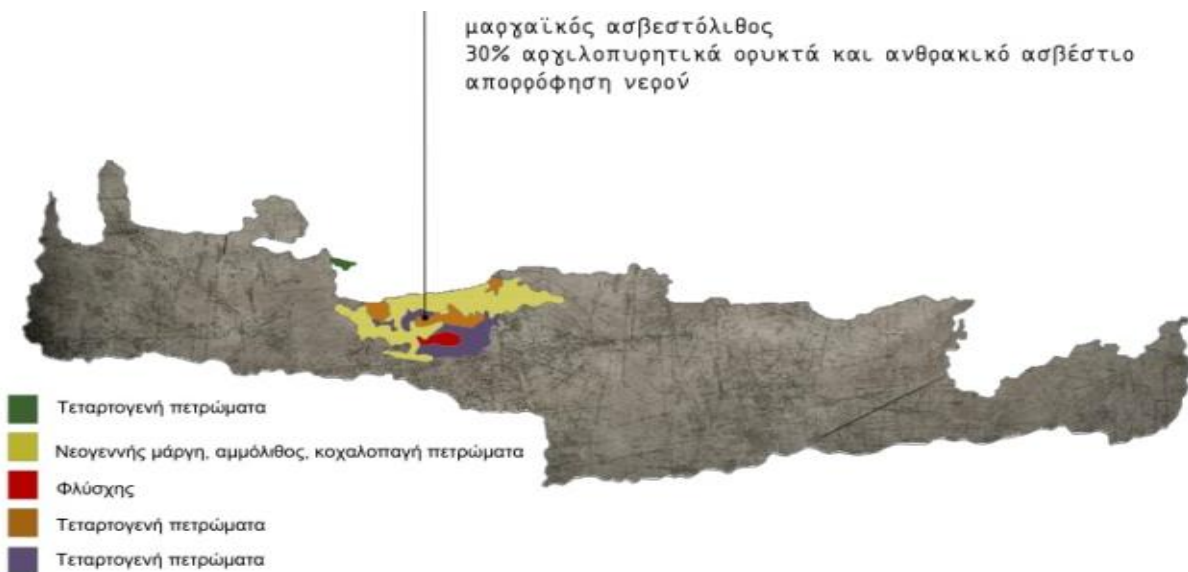 μαργαϊκός ασβεστόλιθος
30% αργιλοπυρητικά ορυκτά και ανθρακικό ασβέστιο
απορρόφηση νερού
Τεταρτογενή πετρώματα
Νεογεννής μάργη, αμμόλιθος, κοχαλοπαγή πετρώματα
Φλύσχης
Τεταρτογενή πετρώματα
Τεταρτογενή πετρώματα